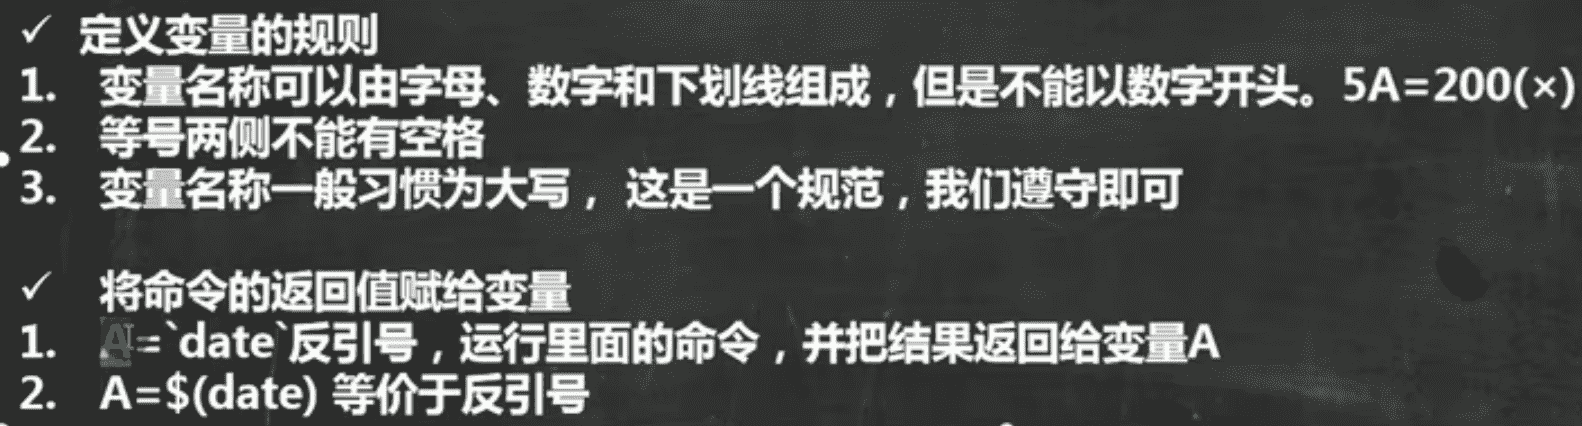 ✓ 定义变量的规则
1. 变量名称可以由字母、数字和下划线组成，但是不能以数字开头。5A=200(×)
2. 等号两侧不能有空格
3. 变量名称一般习惯为大写， 这是一个规范，我们遵守即可
✓ 将命令的返回值赋给变量
1. A=`date`反引号，运行里面的命令，并把结果返回给变量A
2. A=$(date) 等价于反引号